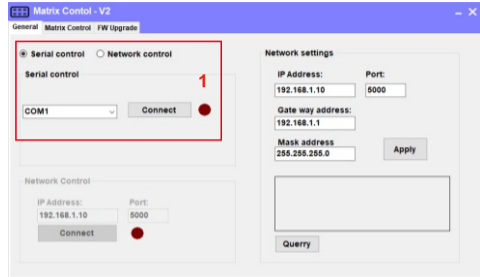 Matrix Contol - V2
General Matrix Control FW Upgrade
Serial control Network control
Serial control
1
COM1 Connect
Network Control
IP Address: Port:
192.168.1.10 5000
Connect
Network settings
IP Address: Port:
192.168.1.10 5000
Gate way address:
192.168.1.1
Mask address
255.255.255.0
Apply
Querry